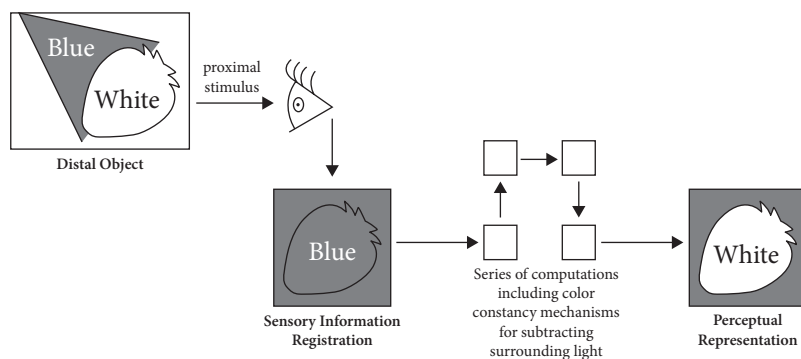 Blue
White
proximal
stimulus
Distal Object
Blue
Sensory Information
Registration
Series of computations
including color
constancy mechanisms
for subtracting
surrounding light
White
Perceptual
Representation